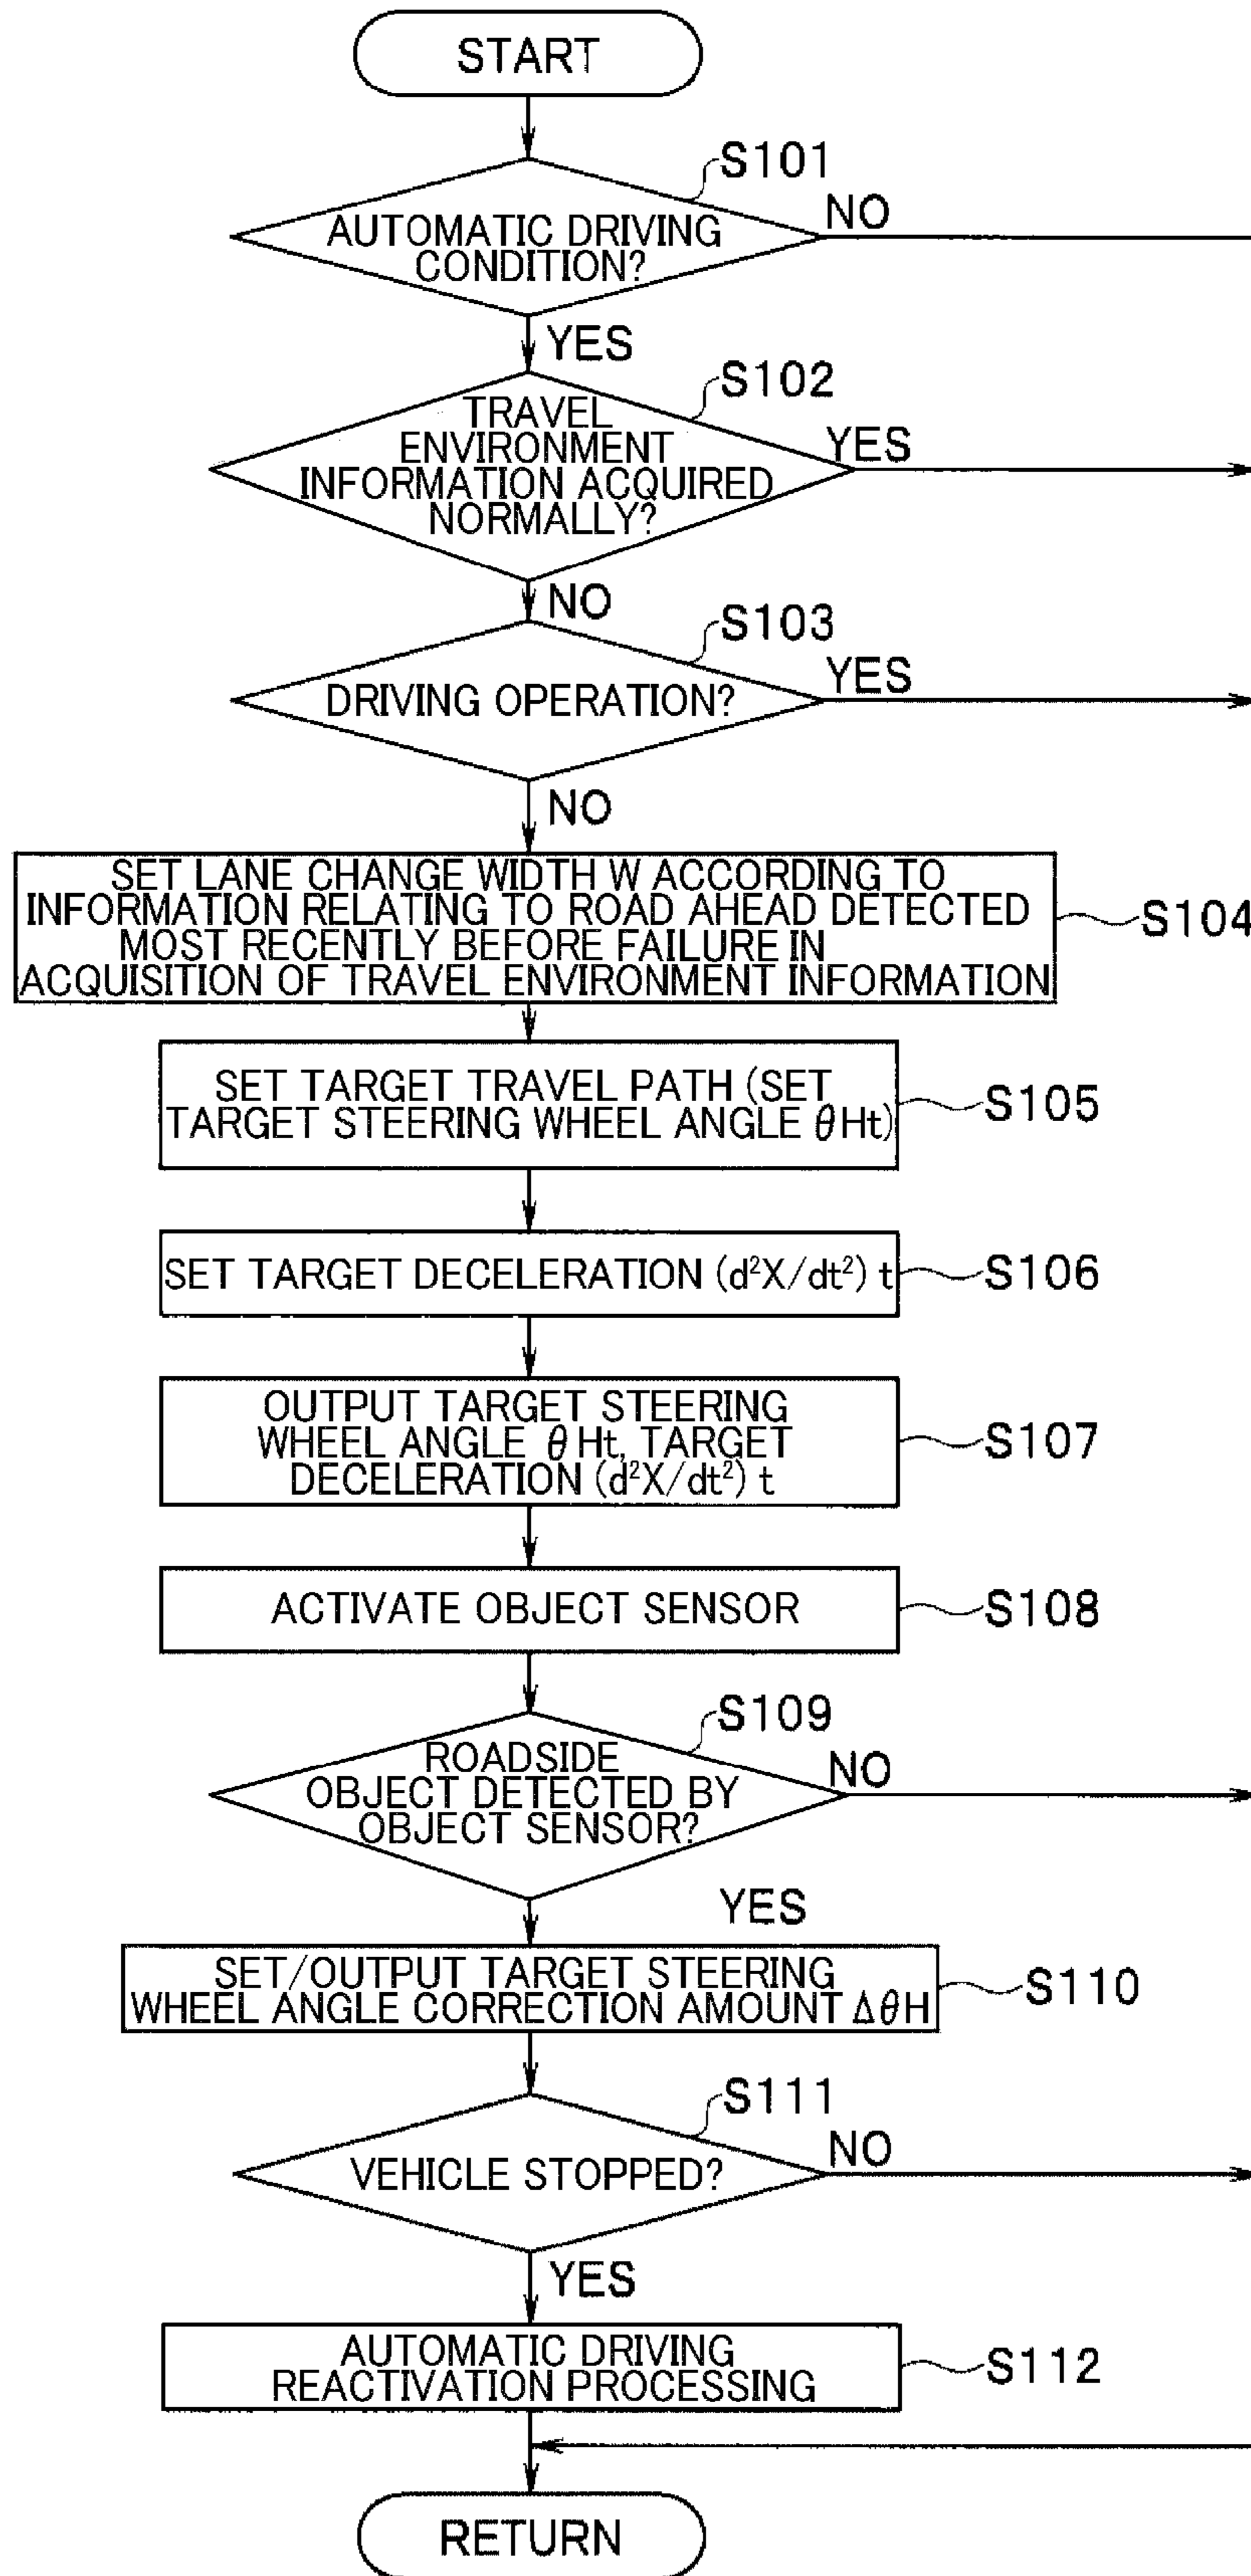 START
S101
AUTOMATIC DRIVING
CONDITION?
NO
YES
S102
TRAVEL
ENVIRONMENT
INFORMATION ACQUIRED
NORMALLY?
YES
NO
S103
DRIVING OPERATION?
YES
NO
SET LANE CHANGE WIDTH W ACCORDING TO
INFORMATION RELATING TO ROAD AHEAD DETECTED
MOST RECENTLY BEFORE FAILURE IN
ACQUISITION OF TRAVEL ENVIRONMENT INFORMATION
S104
SET TARGET TRAVEL PATH (SET
TARGET STEERING WHEEL ANGLE θHt)
S105
SET TARGET DECELERATION (d²X/dt²) t
S106
OUTPUT TARGET STEERING
WHEEL ANGLE θHt, TARGET
DECELERATION (d²X/dt²) t
S107
ACTIVATE OBJECT SENSOR
S108
S109
ROADSIDE
OBJECT DETECTED BY
OBJECT SENSOR?
NO
YES
SET/OUTPUT TARGET STEERING
WHEEL ANGLE CORRECTION AMOUNT ΔθH
S110
S111
VEHICLE STOPPED?
NO
YES
AUTOMATIC DRIVING
REACTIVATION PROCESSING
S112
RETURN